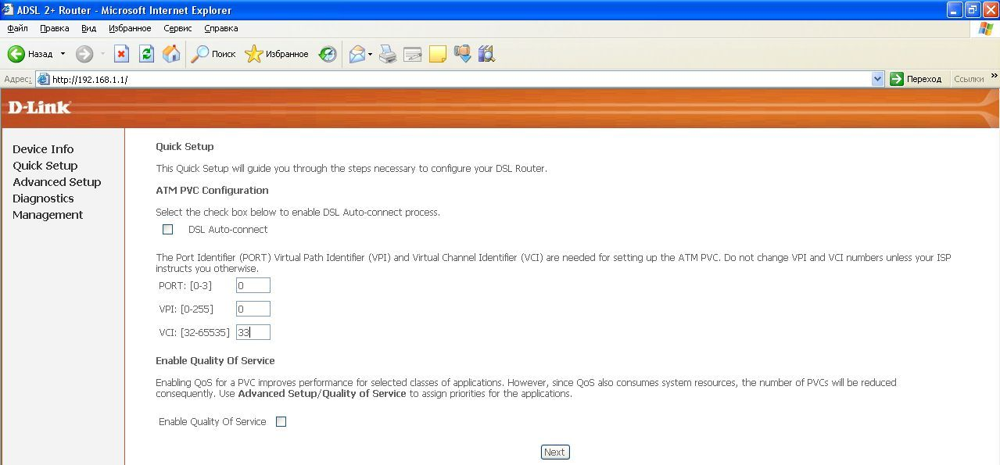 ADSL 2+ Router - Microsoft Internet Explorer
Файл Правка Вид Избранное Сервис Справка
Назад Поиск Избранное
Адрес: http://192.168.1.1/ Переход Ссылки »
D-Link
Device Info
Quick Setup
Advanced Setup
Diagnostics
Management
Quick Setup
This Quick Setup will guide you through the steps necessary to configure your DSL Router.
ATM PVC Configuration
Select the check box below to enable DSL Auto-connect process.
DSL Auto-connect
The Port Identifier (PORT) Virtual Path Identifier (VPI) and Virtual Channel Identifier (VCI) are needed for setting up the ATM PVC. Do not change VPI and VCI numbers unless your ISP
instructs you otherwise.
PORT: [0-3] 0
VPI: [0-255] 0
VCI: [32-65535] 33
Enable Quality Of Service
Enabling QoS for a PVC improves performance for selected classes of applications. However, since QoS also consumes system resources, the number of PVCs will be reduced
consequently. Use Advanced Setup/Quality of Service to assign priorities for the applications.
Enable Quality Of Service
Next